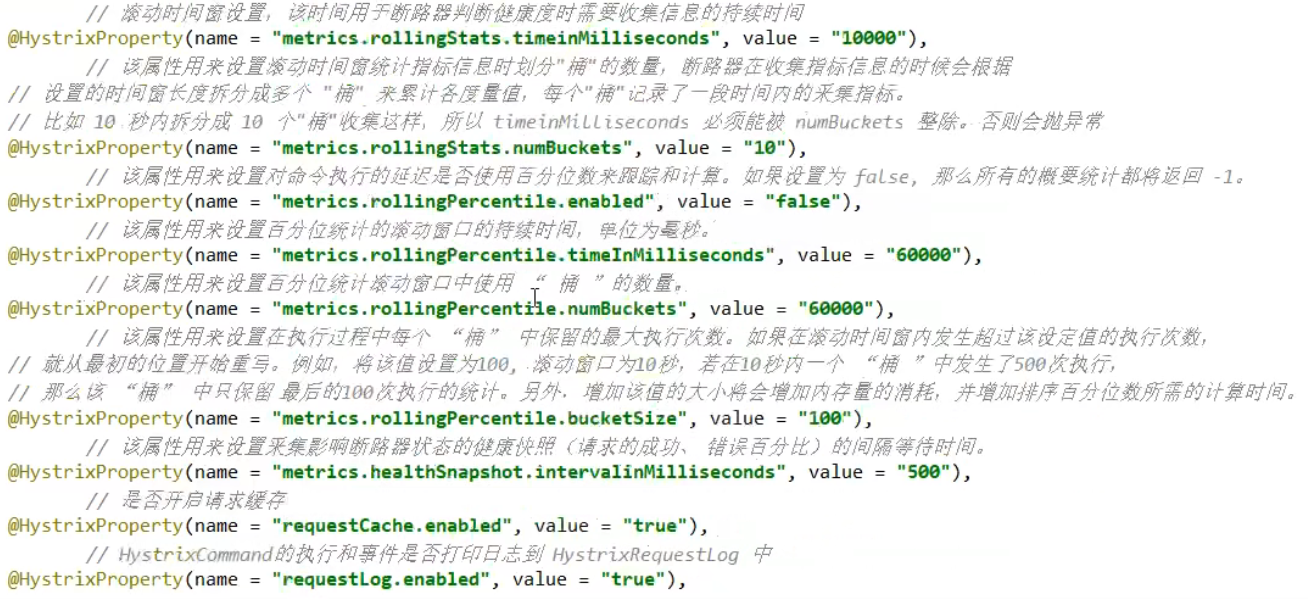 // 滚动时间窗设置，该时间用于断路器判断健康度时需要收集信息的持续时间
@HystrixProperty(name = "metrics.rollingStats.timeinMilliseconds", value = "10000"),
// 该属性用来设置滚动时间窗统计指标信息时划分"桶"的数量，断路器在收集指标信息的时候会根据
// 设置的时间窗长度拆分成多个 "桶" 来累计各度量值，每个"桶"记录了一段时间内的采集指标。
// 比如 10 秒内拆分成 10 个"桶"收集这样，所以 timeinMilliseconds 必须能被 numBuckets 整除。否则会抛异常
@HystrixProperty(name = "metrics.rollingStats.numBuckets", value = "10"),
// 该属性用来设置对命令执行的延迟是否使用百分位数来跟踪和计算。如果设置为 false, 那么所有的概要统计都将返回 -1。
@HystrixProperty(name = "metrics.rollingPercentile.enabled", value = "false"),
// 该属性用来设置百分位统计的滚动窗口的持续时间，单位为毫秒。
@HystrixProperty(name = "metrics.rollingPercentile.timeInMilliseconds", value = "60000"),
// 该属性用来设置百分位统计滚动窗口中使用 “ 桶 ”的数量。
@HystrixProperty(name = "metrics.rollingPercentile.numBuckets", value = "60000"),
// 该属性用来设置在执行过程中每个 “桶” 中保留的最大执行次数。如果在滚动时间窗内发生超过该设定值的执行次数，
// 就从最初的位置开始重写。例如，将该值设置为100, 滚动窗口为10秒，若在10秒内一个 “桶 ”中发生了500次执行，
// 那么该 “桶” 中只保留 最后的100次执行的统计。另外，增加该值的大小将会增加内存量的消耗，并增加排序百分位数所需的计算时间。
@HystrixProperty(name = "metrics.rollingPercentile.bucketSize", value = "100"),
// 该属性用来设置采集影响断路器状态的健康快照（请求的成功、 错误百分比）的间隔等待时间。
@HystrixProperty(name = "metrics.healthSnapshot.intervalinMilliseconds", value = "500"),
// 是否开启请求缓存
@HystrixProperty(name = "requestCache.enabled", value = "true"),
// HystrixCommand的执行和事件是否打印日志到 HystrixRequestLog 中
@HystrixProperty(name = "requestLog.enabled", value = "true"),